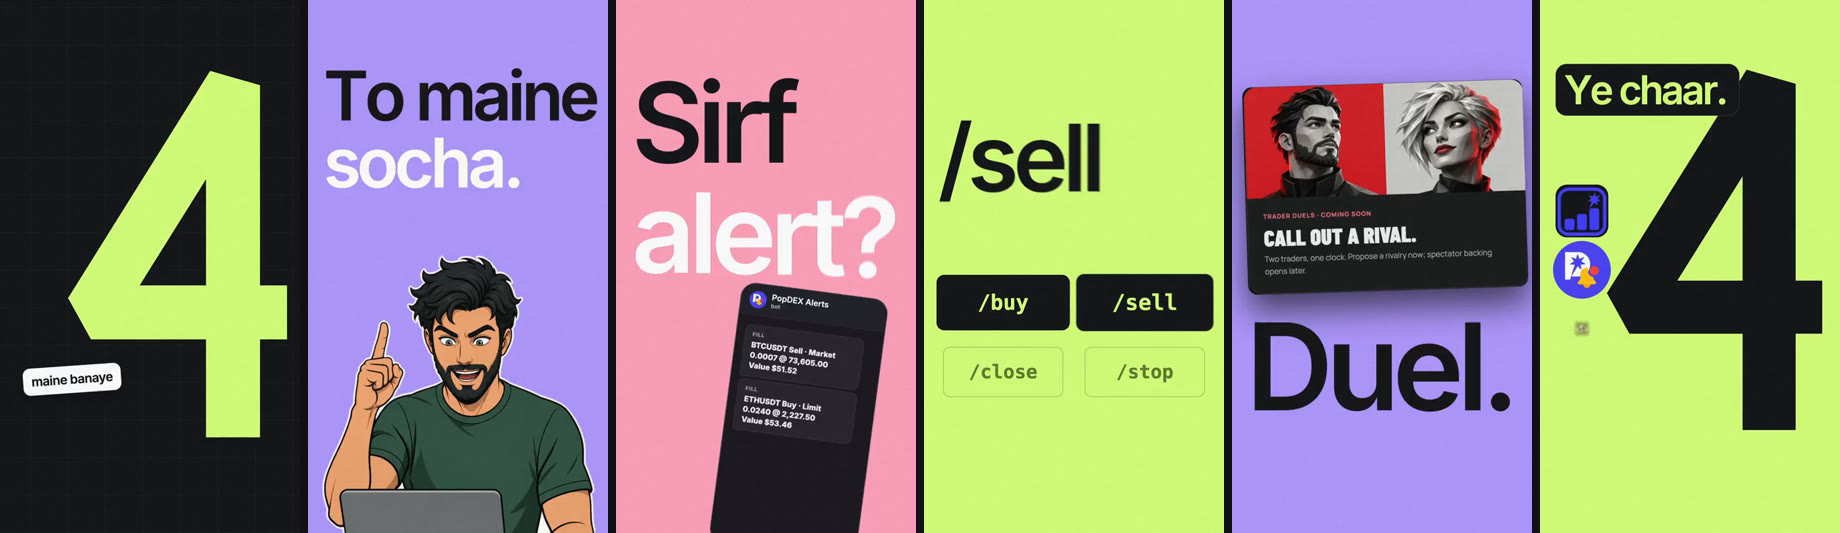 4
maine banaye
To maine
socha.
Sirf
alert?
PopDEX Alerts
bot
FILL
BTCUSDT Sell · Market
0.0007 @ 73,605.00
Value $51.52
FILL
ETHUSDT Buy · Limit
0.0240 @ 2,227.50
Value $53.46
/sell
/buy
/sell
/close
/stop
TRADER DUELS · COMING SOON
CALL OUT A RIVAL.
Two traders, one clock. Propose a rivalry now; spectator backing
opens later.
Duel.
Ye chaar.
4